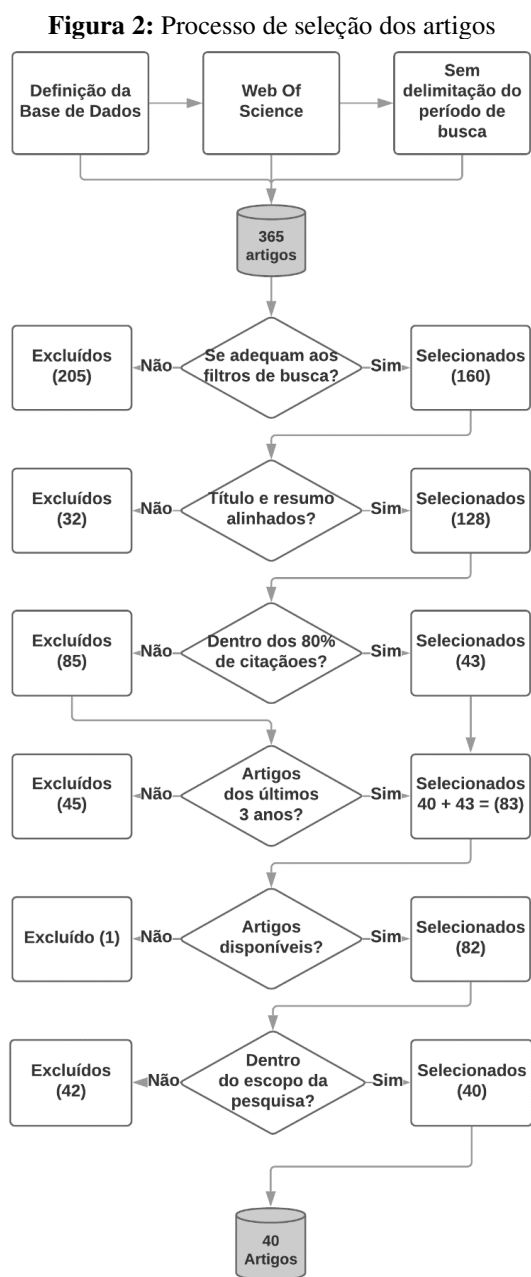 Figura 2: Processo de seleção dos artigos
Definição da
Base de Dados
Web Of
Science
Sem
delimitação do
período de
busca
365
artigos
Excluídos
(205)
Não
Se adequam aos
filtros de busca?
Sim
Selecionados
(160)
Excluídos
(32)
Não
Título e resumo
alinhados?
Sim
Selecionados
(128)
Excluídos
(85)
Não
Dentro dos 80%
de citaçãoes?
Sim
Selecionados
(43)
Excluídos
(45)
Não
Artigos
dos últimos
3 anos?
Sim
Selecionados
40 + 43 = (83)
Excluído (1)
Não
Artigos
disponíveis?
Sim
Selecionados
(82)
Excluídos
(42)
Não
Dentro
do escopo da
pesquisa?
Sim
Selecionados
(40)
40
Artigos